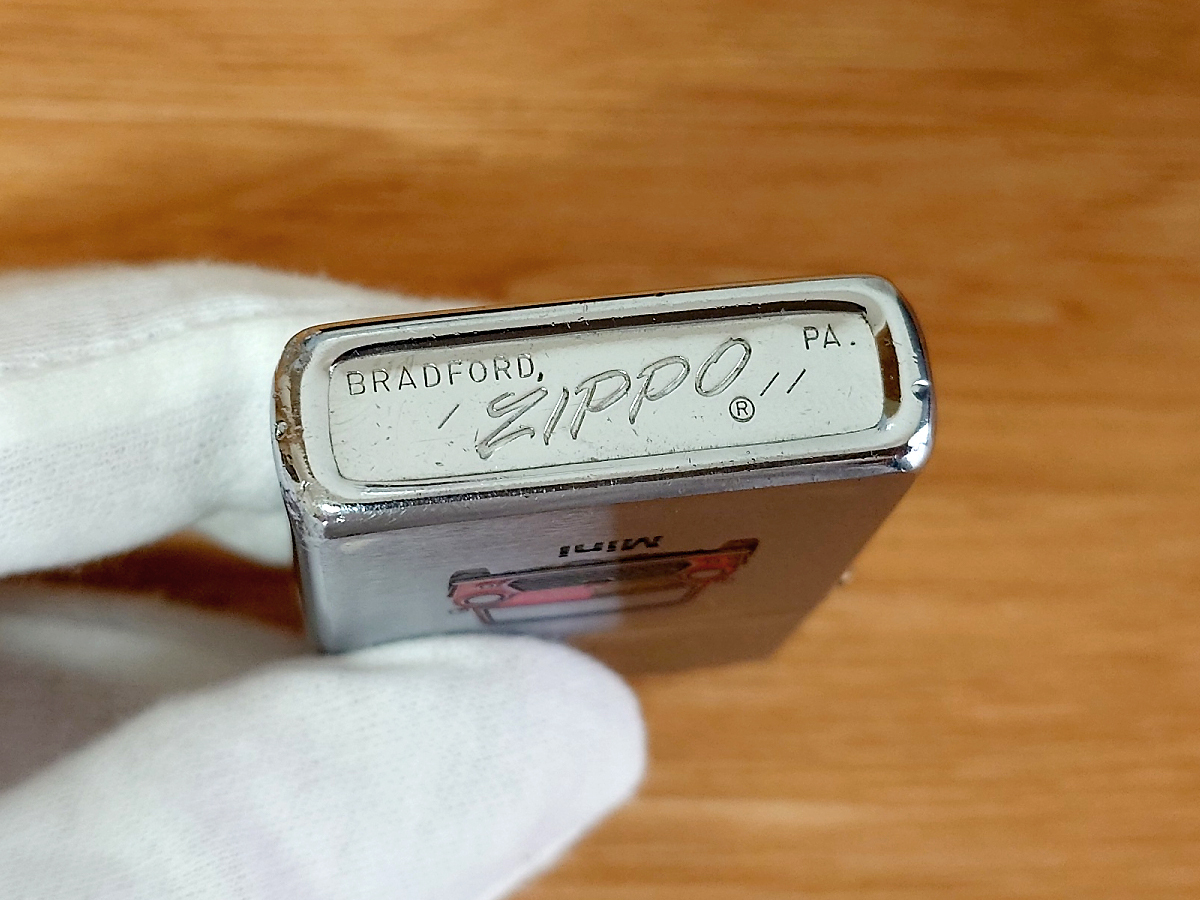 BRADFORD, PA.
/ ZIPPO ® //
Mini